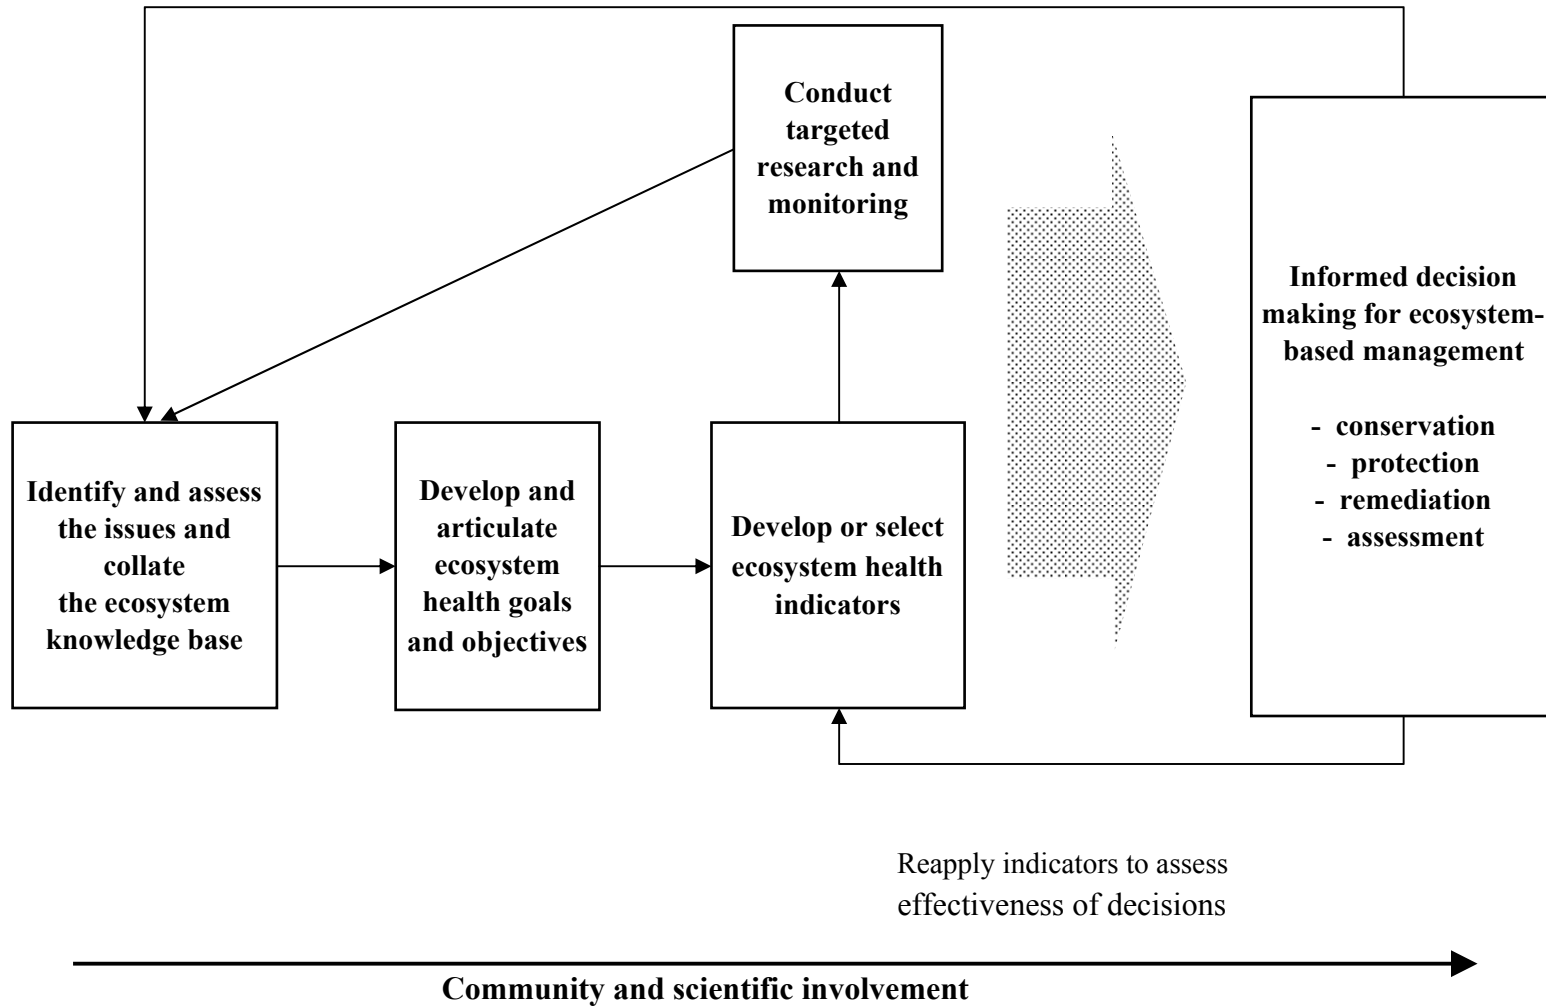 Conduct
targeted
research and
monitoring
Informed decision
making for ecosystem-
based management
- conservation
- protection
- remediation
- assessment
Identify and assess
the issues and
collate
the ecosystem
knowledge base
Develop and
articulate
ecosystem
health goals
and objectives
Develop or select
ecosystem health
indicators
Reapply indicators to assess
effectiveness of decisions
Community and scientific involvement